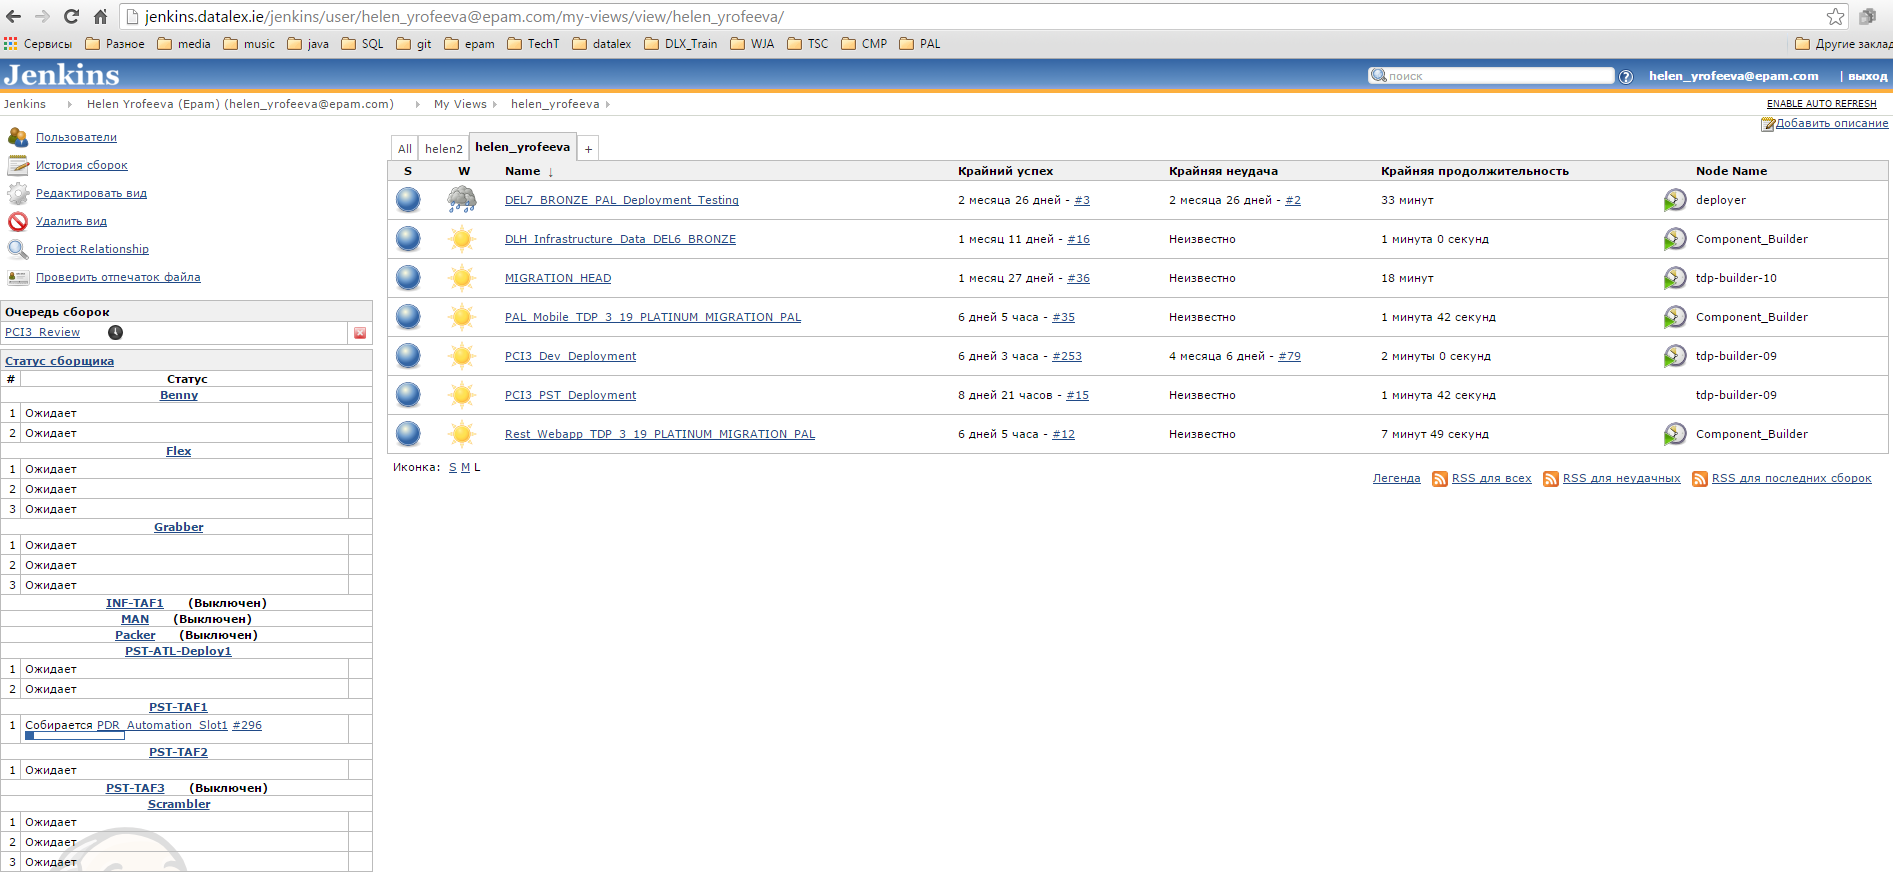 jenkins.datalex.ie/jenkins/user/helen_yrofeeva@epam.com/my-views/view/helen_yrofeeva/
Сервисы Разное media music java SQL git epam TechT datalex DLX_Train WJA TSC CMP PAL Другие заклад
Jenkins поиск helen_yrofeeva@epam.com | выход
Jenkins Helen Yrofeeva (Epam) (helen_yrofeeva@epam.com) My Views helen_yrofeeva ENABLE AUTO REFRESH
Добавить описание
Пользователи
История сборок
Редактировать вид
Удалить вид
Project Relationship
Проверить отпечаток файла
Очередь сборок
PCI3_Review
Статус сборщика
# Статус
Benny
1 Ожидает
2 Ожидает
Flex
1 Ожидает
2 Ожидает
3 Ожидает
Grabber
1 Ожидает
2 Ожидает
3 Ожидает
INF-TAF1 (Выключен)
MAN (Выключен)
Packer (Выключен)
PST-ATL-Deploy1
1 Ожидает
2 Ожидает
PST-TAF1
1 Собирается PDR_Automation_Slot1 #296
PST-TAF2
1 Ожидает
PST-TAF3 (Выключен)
Scrambler
1 Ожидает
2 Ожидает
3 Ожидает
All helen2 helen_yrofeeva +
S W Name ↓ Крайний успех Крайняя неудача Крайняя продолжительность Node Name
DEL7_BRONZE_PAL_Deployment_Testing 2 месяца 26 дней - #3 2 месяца 26 дней - #2 33 минут deployer
DLH_Infrastructure_Data_DEL6_BRONZE 1 месяц 11 дней - #16 Неизвестно 1 минута 0 секунд Component_Builder
MIGRATION_HEAD 1 месяц 27 дней - #36 Неизвестно 18 минут tdp-builder-10
PAL_Mobile_TDP_3_19_PLATINUM_MIGRATION_PAL 6 дней 5 часа - #35 Неизвестно 1 минута 42 секунд Component_Builder
PCI3_Dev_Deployment 6 дней 3 часа - #253 4 месяца 6 дней - #79 2 минуты 0 секунд tdp-builder-09
PCI3_PST_Deployment 8 дней 21 часов - #15 Неизвестно 1 минута 42 секунд tdp-builder-09
Rest_Webapp_TDP_3_19_PLATINUM_MIGRATION_PAL 6 дней 5 часа - #12 Неизвестно 7 минут 49 секунд Component_Builder
Иконка: S M L
Легенда RSS для всех RSS для неудачных RSS для последних сборок